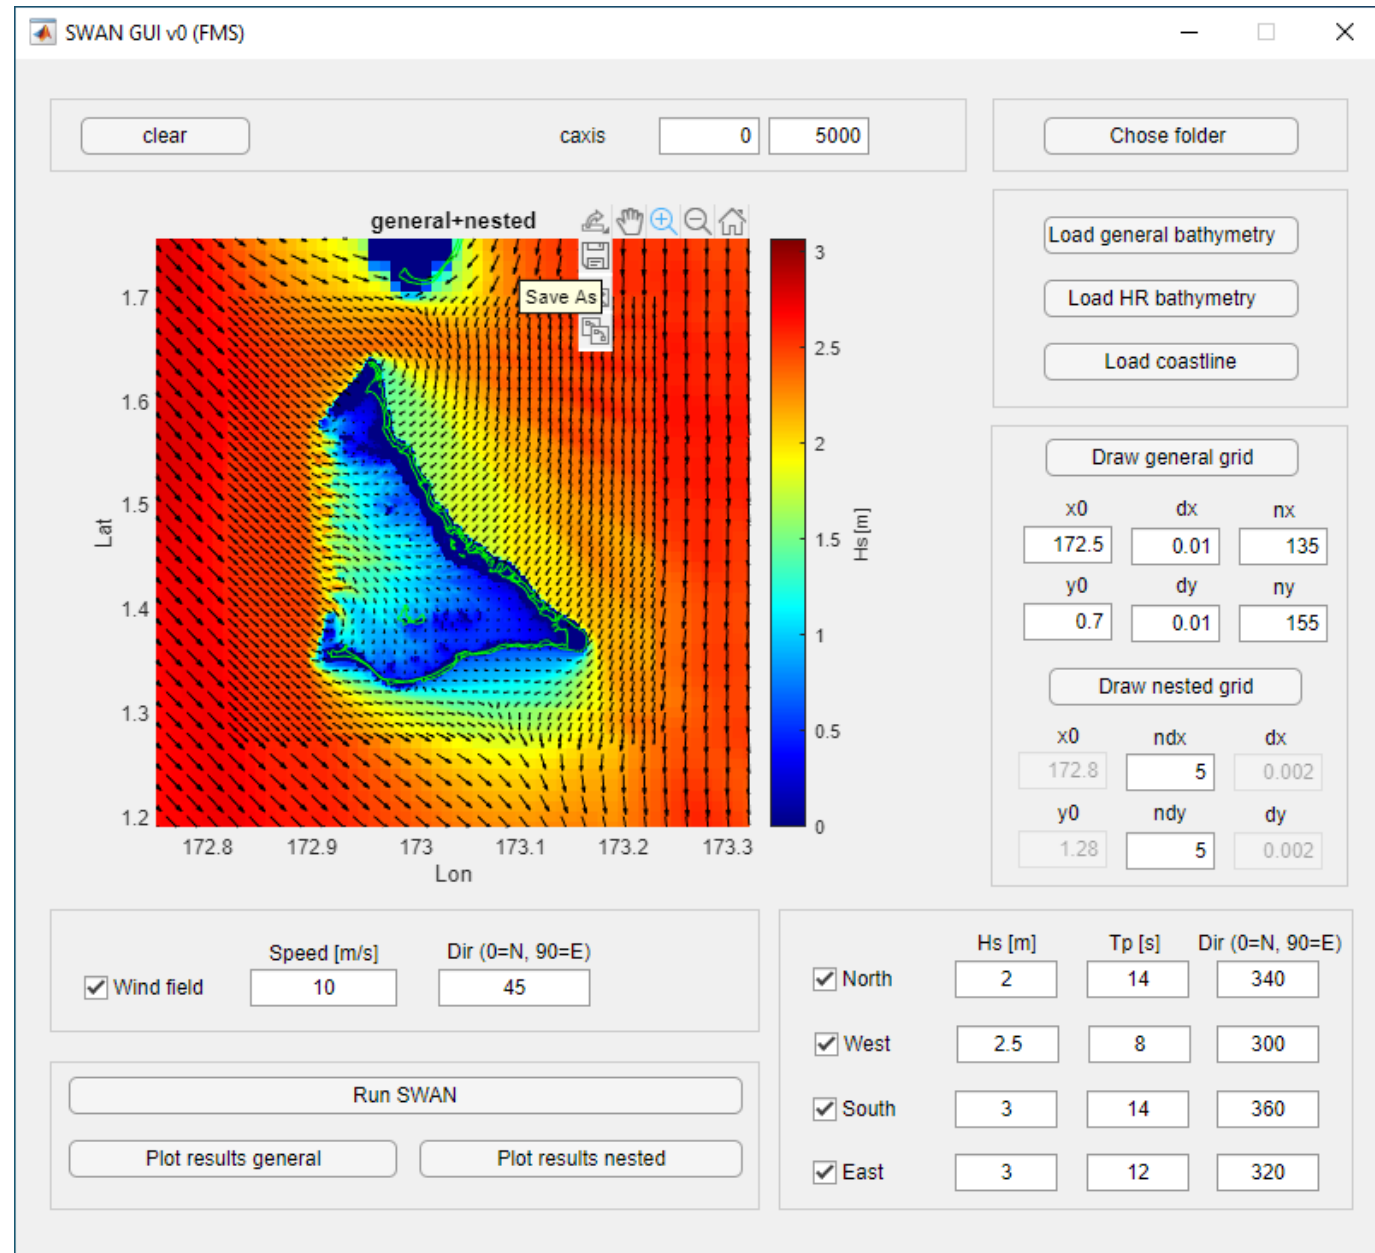 SWAN GUI v0 (FMS)
clear
caxis
0
5000
Chose folder
general+nested
Save As
Load general bathymetry
Load HR bathymetry
Load coastline
1.7
1.6
1.5
1.4
1.3
1.2
Lat
172.8
172.9
173
173.1
173.2
173.3
Lon
3
2.5
2
1.5
1
0.5
0
Hs [m]
Draw general grid
x0 dx nx
172.5 0.01 135
y0 dy ny
0.7 0.01 155
Draw nested grid
x0 ndx dx
172.8 5 0.002
y0 ndy dy
1.28 5 0.002
Speed [m/s] Dir (0=N, 90=E)
Wind field 10 45
Run SWAN
Plot results general
Plot results nested
Hs [m] Tp [s] Dir (0=N, 90=E)
North 2 14 340
West 2.5 8 300
South 3 14 360
East 3 12 320